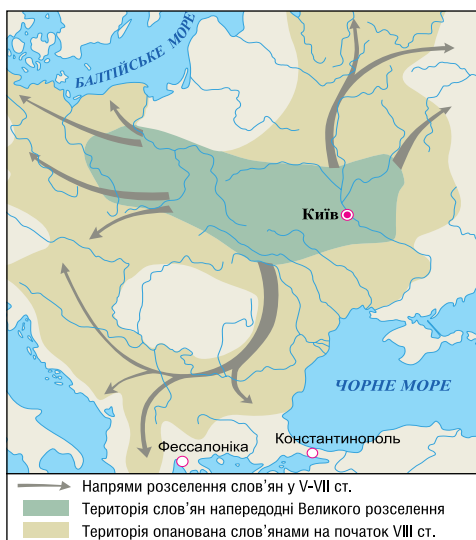 БАЛТІЙСЬКЕ МОРЕ
Київ
ЧОРНЕ МОРЕ
Фессалоніка
Константинополь
Напрями розселення слов'ян у V-VII ст.
Територія слов'ян напередодні Великого розселення
Територія опанована слов'янами на початок VIII ст.